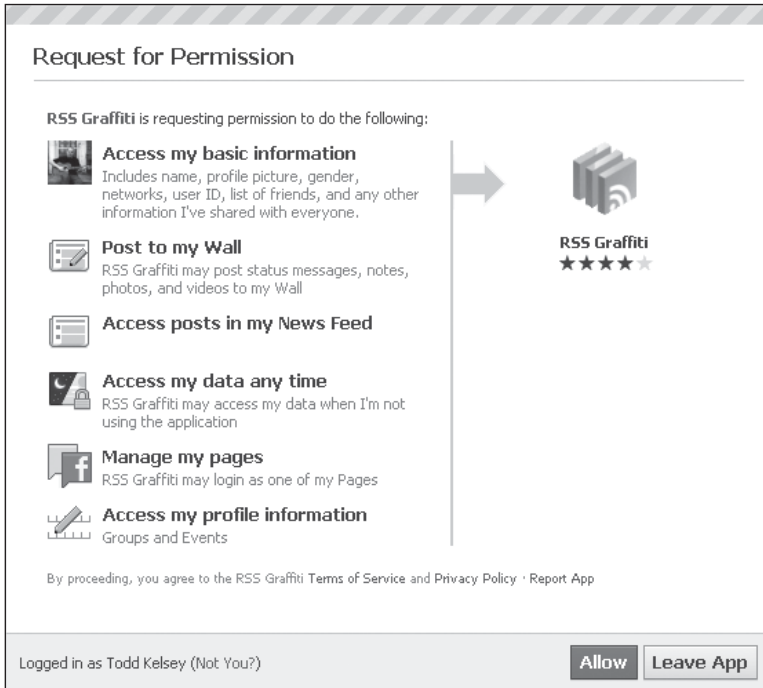 Request for Permission
RSS Graffiti is requesting permission to do the following:
Access my basic information
Includes name, profile picture, gender,
networks, user ID, list of friends, and any other
information I've shared with everyone.
Post to my Wall
RSS Graffiti may post status messages, notes,
photos, and videos to my Wall
Access posts in my News Feed
Access my data any time
RSS Graffiti may access my data when I'm not
using the application
Manage my pages
RSS Graffiti may login as one of my Pages
Access my profile information
Groups and Events
RSS Graffiti
By proceeding, you agree to the RSS Graffiti Terms of Service and Privacy Policy · Report App
Logged in as Todd Kelsey (Not You?)
Allow
Leave App